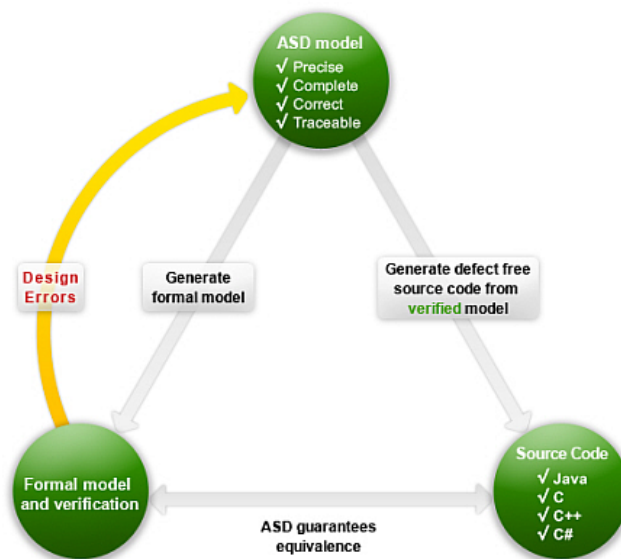 ASD model
√ Precise
√ Complete
√ Correct
√ Traceable
Design
Errors
Generate
formal model
Generate defect free
source code from
verified model
Formal model
and verification
Source Code
√ Java
√ C
√ C++
√ C#
ASD guarantees
equivalence